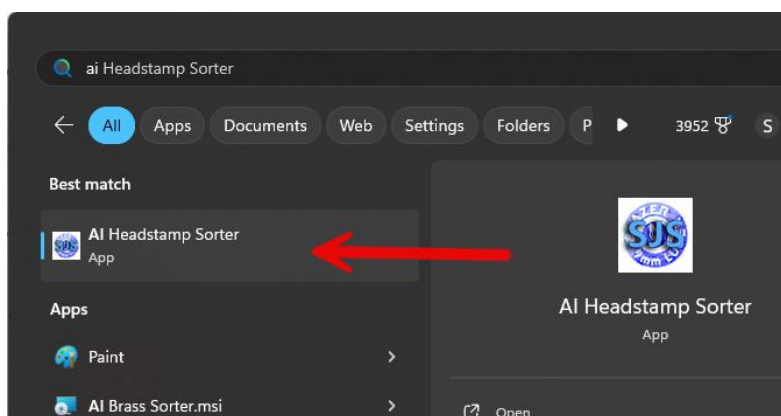 ai Headstamp Sorter
All Apps Documents Web Settings Folders P 3952 S
Best match
AI Headstamp Sorter
App
Apps
Paint
AI Brass Sorter.msi
SJS
AI Headstamp Sorter
App
Open